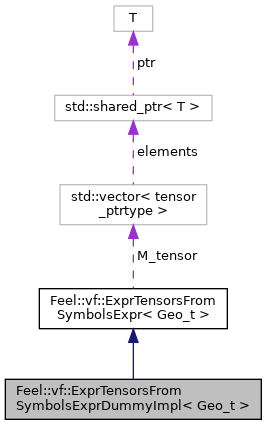 T
ptr
std::shared_ptr< T >
elements
std::vector< tensor
_ptrtype >
M_tensor
Feel::vf::ExprTensorsFrom
SymbolsExpr< Geo_t >
Feel::vf::ExprTensorsFrom
SymbolsExprDummyImpl< Geo_t >